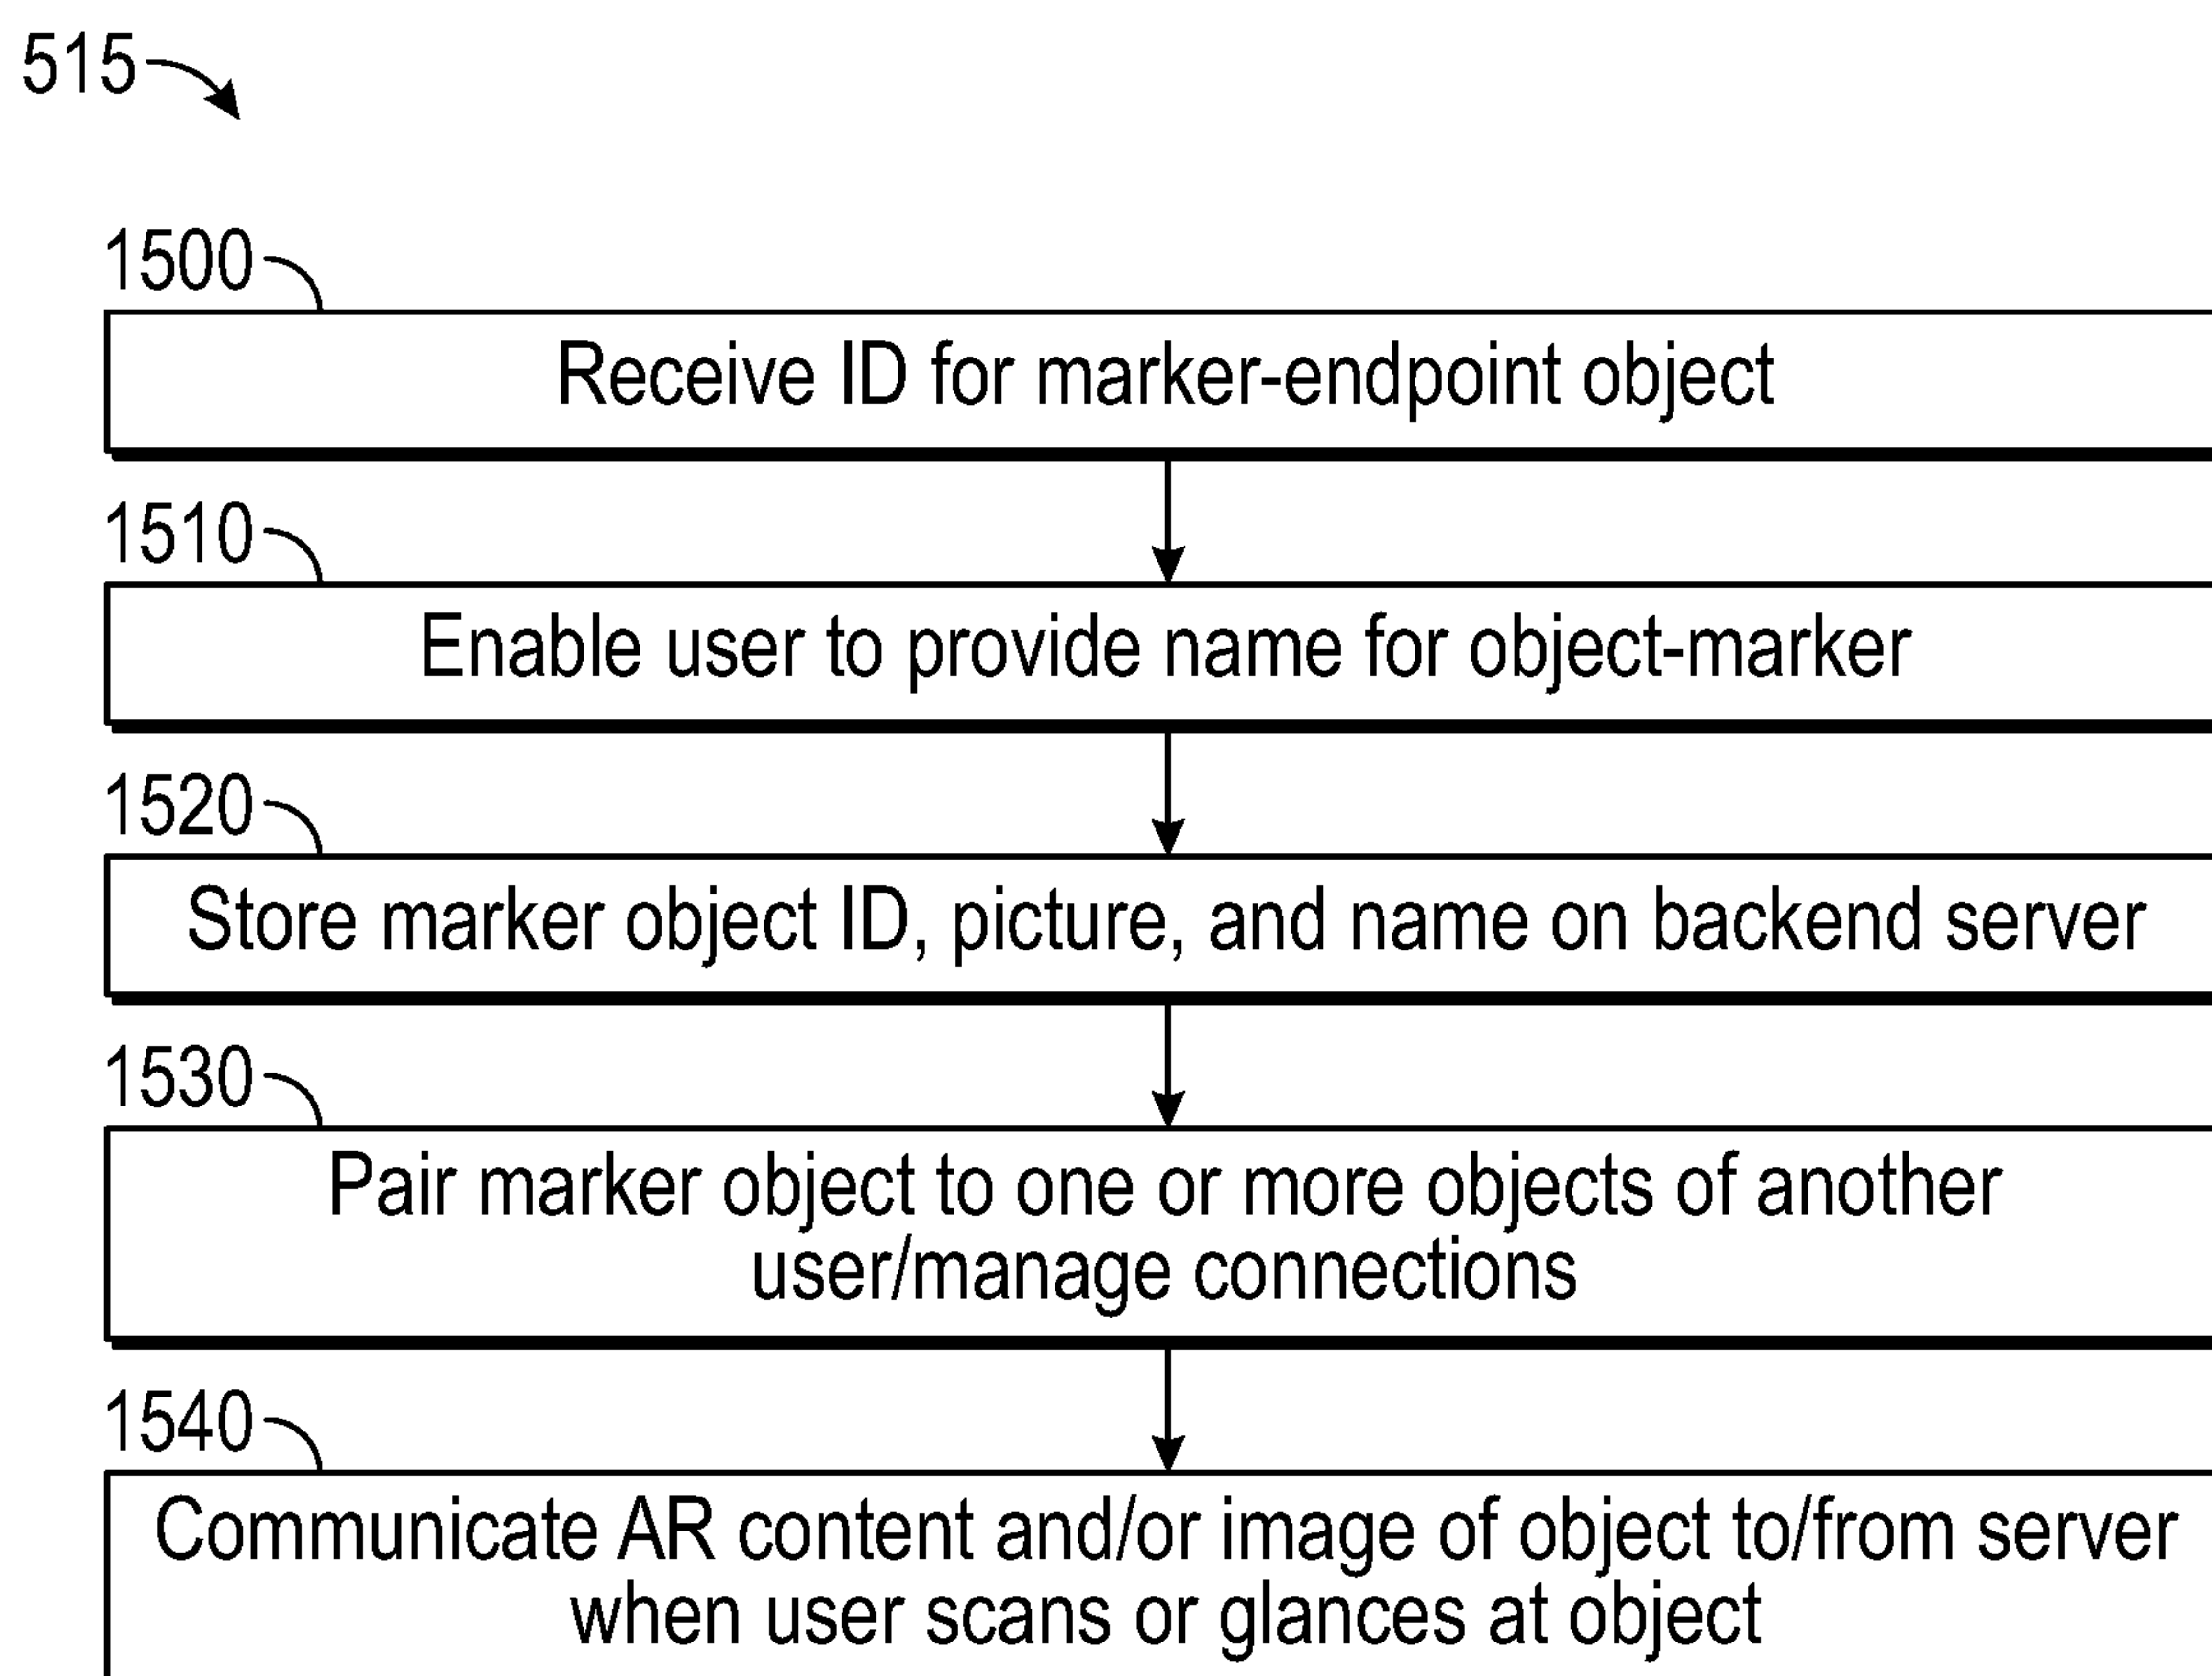 515
1500
Receive ID for marker-endpoint object
1510
Enable user to provide name for object-marker
1520
Store marker object ID, picture, and name on backend server
1530
Pair marker object to one or more objects of another
user/manage connections
1540
Communicate AR content and/or image of object to/from server
when user scans or glances at object